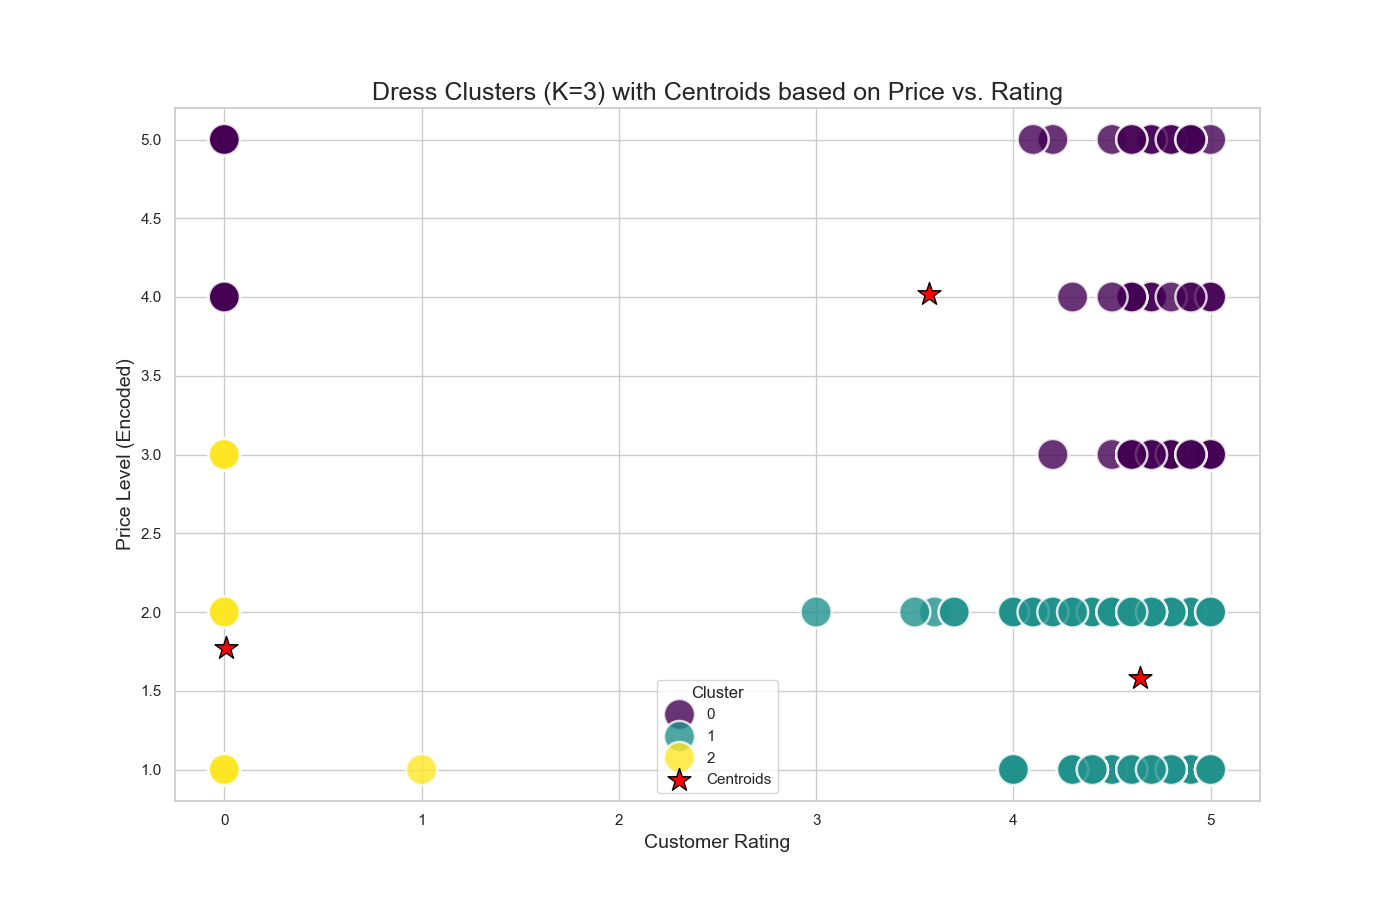 Dress Clusters (K=3) with Centroids based on Price vs. Rating
Price Level (Encoded)
5.0
4.5
4.0
3.5
3.0
2.5
2.0
1.5
1.0
Cluster
0
1
2
Centroids
0 1 2 3 4 5
Customer Rating